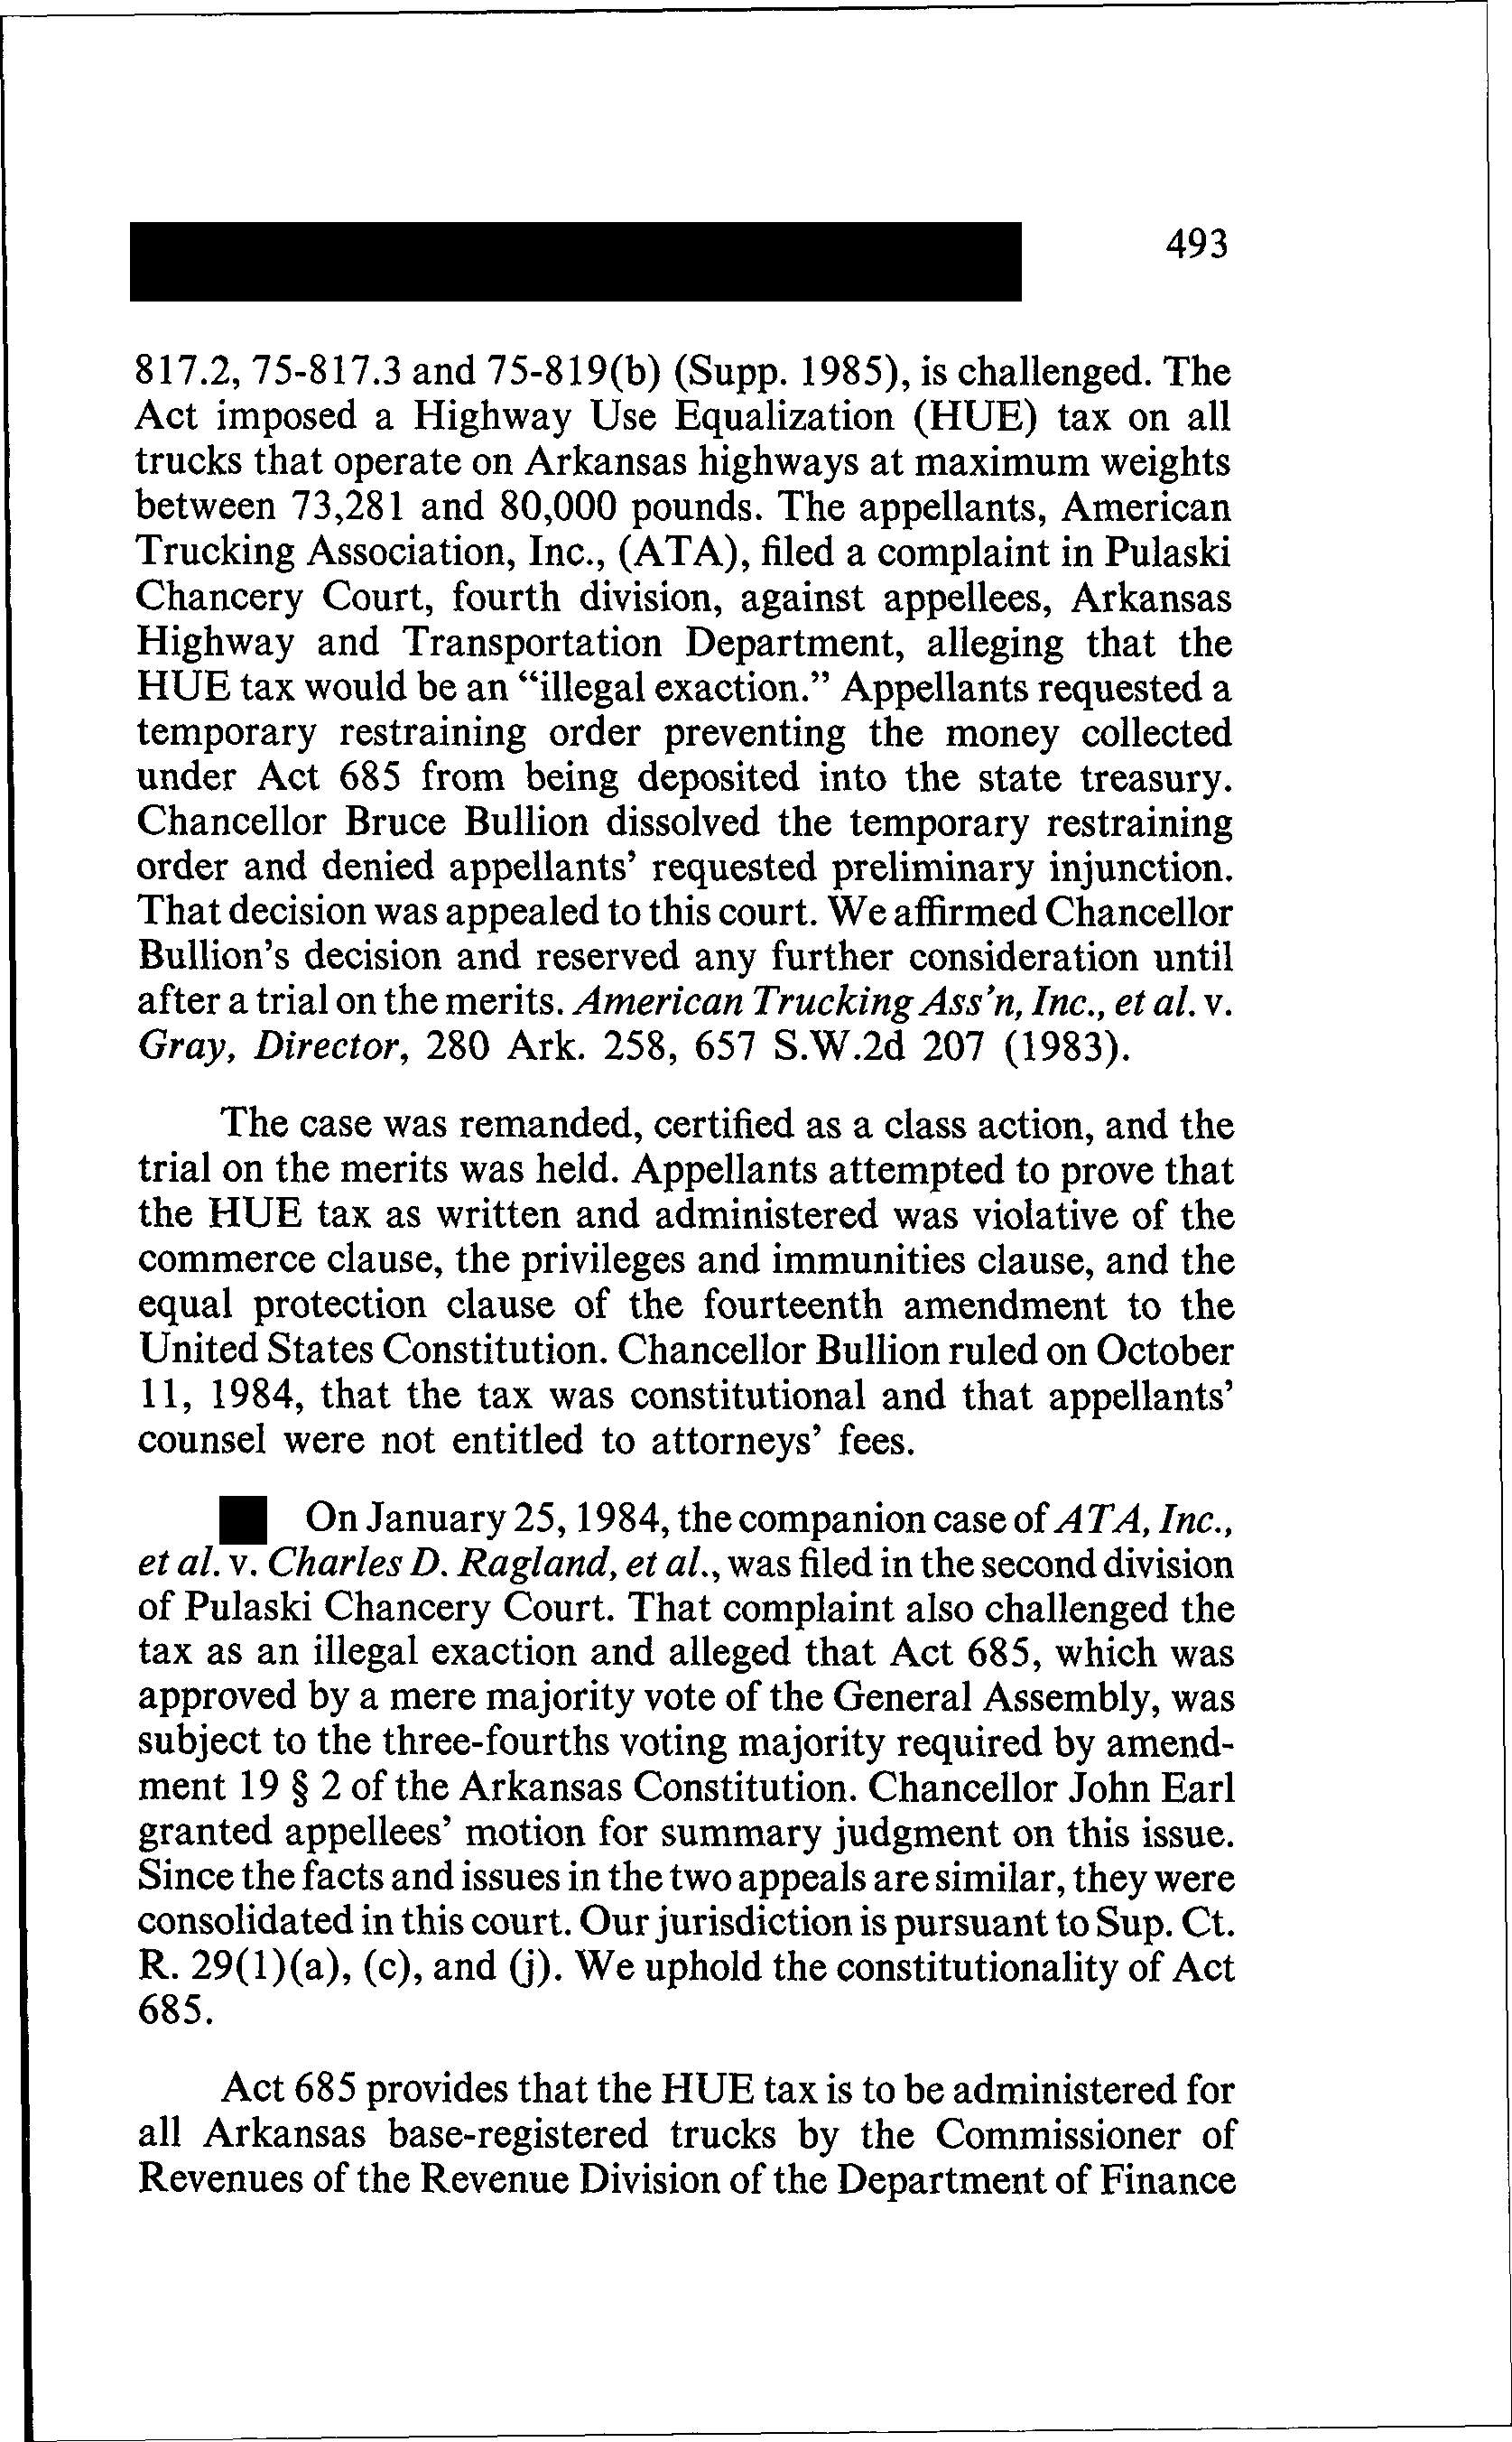 493
817.2, 75-817.3 and 75-819(b) (Supp. 1985), is challenged. The
Act imposed a Highway Use Equalization (HUE) tax on all
trucks that operate on Arkansas highways at maximum weights
between 73,281 and 80,000 pounds. The appellants, American
Trucking Association, Inc., (ATA), filed a complaint in Pulaski
Chancery Court, fourth division, against appellees, Arkansas
Highway and Transportation Department, alleging that the
HUE tax would be an “illegal exaction.” Appellants requested a
temporary restraining order preventing the money collected
under Act 685 from being deposited into the state treasury.
Chancellor Bruce Bullion dissolved the temporary restraining
order and denied appellants’ requested preliminary injunction.
That decision was appealed to this court. We affirmed Chancellor
Bullion’s decision and reserved any further consideration until
after a trial on the merits. American Trucking Ass’n, Inc., et al. v.
Gray, Director, 280 Ark. 258, 657 S.W.2d 207 (1983).
The case was remanded, certified as a class action, and the
trial on the merits was held. Appellants attempted to prove that
the HUE tax as written and administered was violative of the
commerce clause, the privileges and immunities clause, and the
equal protection clause of the fourteenth amendment to the
United States Constitution. Chancellor Bullion ruled on October
11, 1984, that the tax was constitutional and that appellants’
counsel were not entitled to attorneys’ fees.
On January 25, 1984, the companion case of ATA, Inc.,
et al. v. Charles D. Ragland, et al., was filed in the second division
of Pulaski Chancery Court. That complaint also challenged the
tax as an illegal exaction and alleged that Act 685, which was
approved by a mere majority vote of the General Assembly, was
subject to the three-fourths voting majority required by amend-
ment 19 § 2 of the Arkansas Constitution. Chancellor John Earl
granted appellees’ motion for summary judgment on this issue.
Since the facts and issues in the two appeals are similar, they were
consolidated in this court. Our jurisdiction is pursuant to Sup. Ct.
R. 29(1)(a), (c), and (j). We uphold the constitutionality of Act
685.
Act 685 provides that the HUE tax is to be administered for
all Arkansas base-registered trucks by the Commissioner of
Revenues of the Revenue Division of the Department of Finance